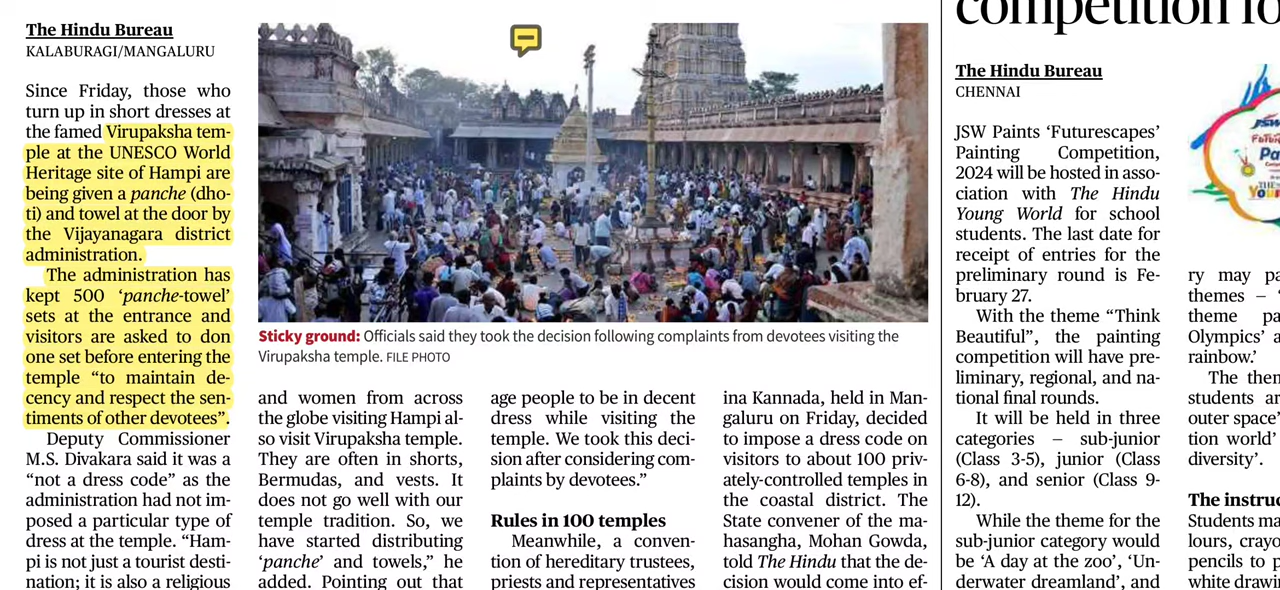 The Hindu Bureau
KALABURAGI/MANGALURU
Since Friday, those who
turn up in short dresses at
the famed Virupaksha tem-
ple at the UNESCO World
Heritage site of Hampi are
being given a panche (dho-
ti) and towel at the door by
the Vijayanagara district
administration.
The administration has
kept 500 ‘panche-towel’
sets at the entrance and
visitors are asked to don
one set before entering the
temple “to maintain de-
cency and respect the sen-
timents of other devotees”.
Deputy Commissioner
M.S. Divakara said it was a
“not a dress code” as the
administration had not im-
posed a particular type of
dress at the temple. “Ham-
pi is not just a tourist desti-
nation; it is also a religious
Sticky ground: Officials said they took the decision following complaints from devotees visiting the
Virupaksha temple. FILE PHOTO
and women from across
the globe visiting Hampi al-
so visit Virupaksha temple.
They are often in shorts,
Bermudas, and vests. It
does not go well with our
temple tradition. So, we
have started distributing
‘panche’ and towels,” he
added. Pointing out that
age people to be in decent
dress while visiting the
temple. We took this deci-
sion after considering com-
plaints by devotees.”
Rules in 100 temples
Meanwhile, a conven-
tion of hereditary trustees,
priests and representatives
ina Kannada, held in Man-
galuru on Friday, decided
to impose a dress code on
visitors to about 100 priv-
ately-controlled temples in
the coastal district. The
State convener of the ma-
hasangha, Mohan Gowda,
told The Hindu that the de-
cision would come into ef-
competition fo
The Hindu Bureau
CHENNAI
JSW Paints ‘Futurescapes’
Painting Competition,
2024 will be hosted in asso-
ciation with The Hindu
Young World for school
students. The last date for
receipt of entries for the
preliminary round is Fe-
bruary 27.
With the theme “Think
Beautiful”, the painting
competition will have pre-
liminary, regional, and na-
tional final rounds.
It will be held in three
categories – sub-junior
(Class 3-5), junior (Class
6-8), and senior (Class 9-
12).
While the theme for the
sub-junior category would
be ‘A day at the zoo’, ‘Un-
derwater dreamland’, and
JSW
ry may pa
themes – ‘
theme pa
Olympics’ a
rainbow.’
The then
students ar
outer space’
tion world’
diversity’.
The instruc
Students ma
lours, crayo
pencils to p
white drawin